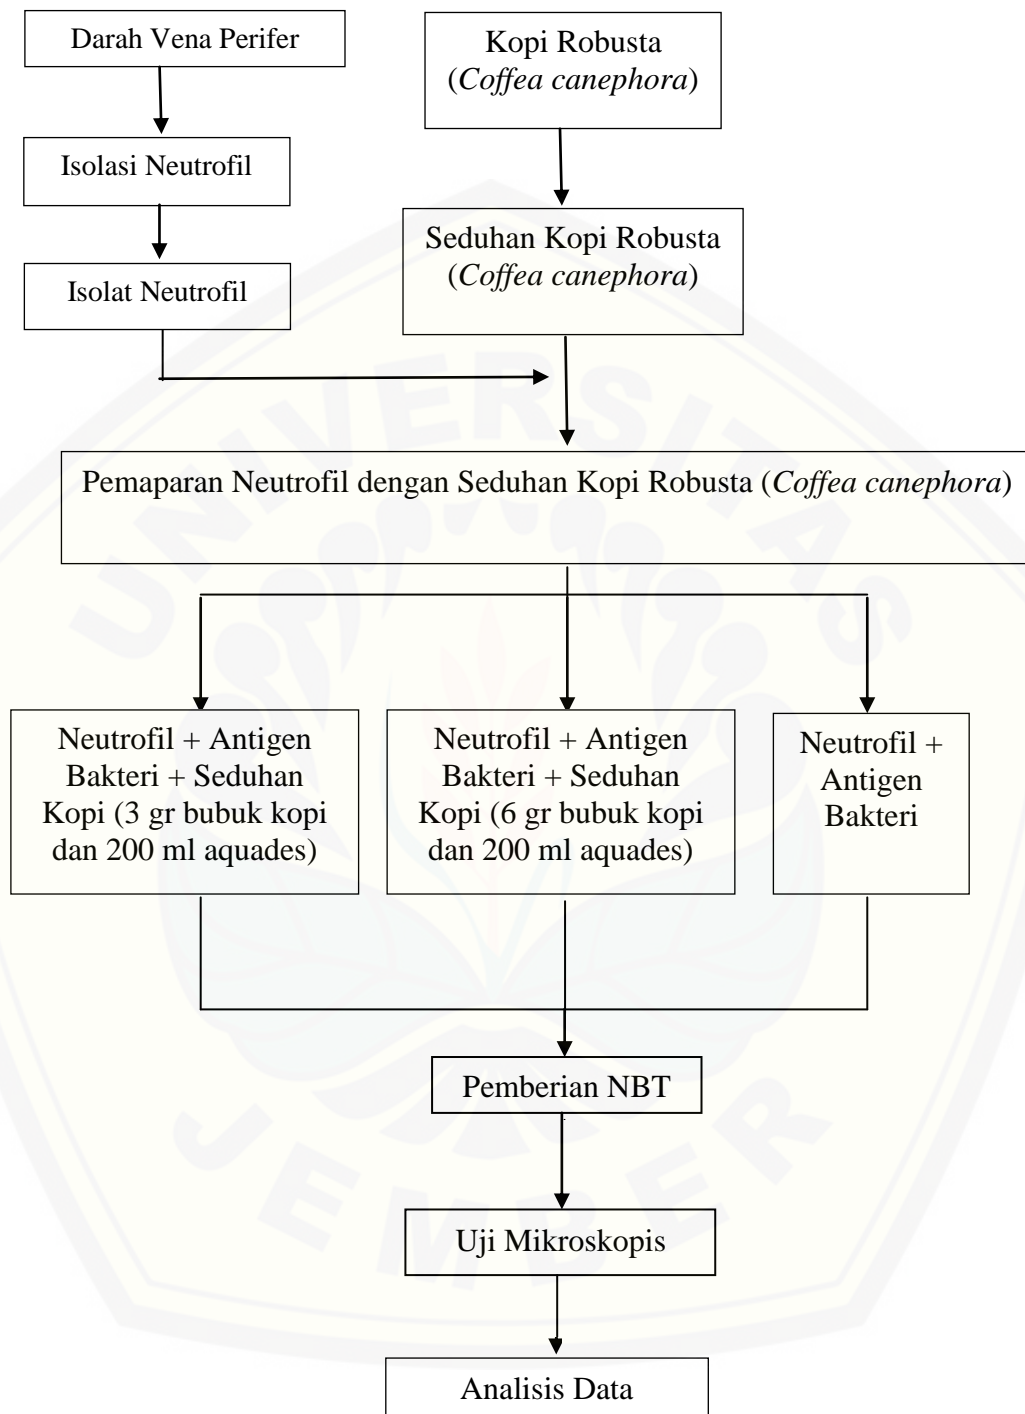 Darah Vena Perifer
Kopi Robusta
(Coffea canephora)
Isolasi Neutrofil
Seduhan Kopi Robusta
(Coffea canephora)
Isolat Neutrofil
UNIVERSITAS
Pemaparan Neutrofil dengan Seduhan Kopi Robusta (Coffea canephora)
Neutrofil + Antigen
Bakteri + Seduhan
Kopi (3 gr bubuk kopi
dan 200 ml aquades)
Neutrofil + Antigen
Bakteri + Seduhan
Kopi (6 gr bubuk kopi
dan 200 ml aquades)
Neutrofil +
Antigen
Bakteri
Pemberian NBT
JEMBER
Uji Mikroskopis
Analisis Data